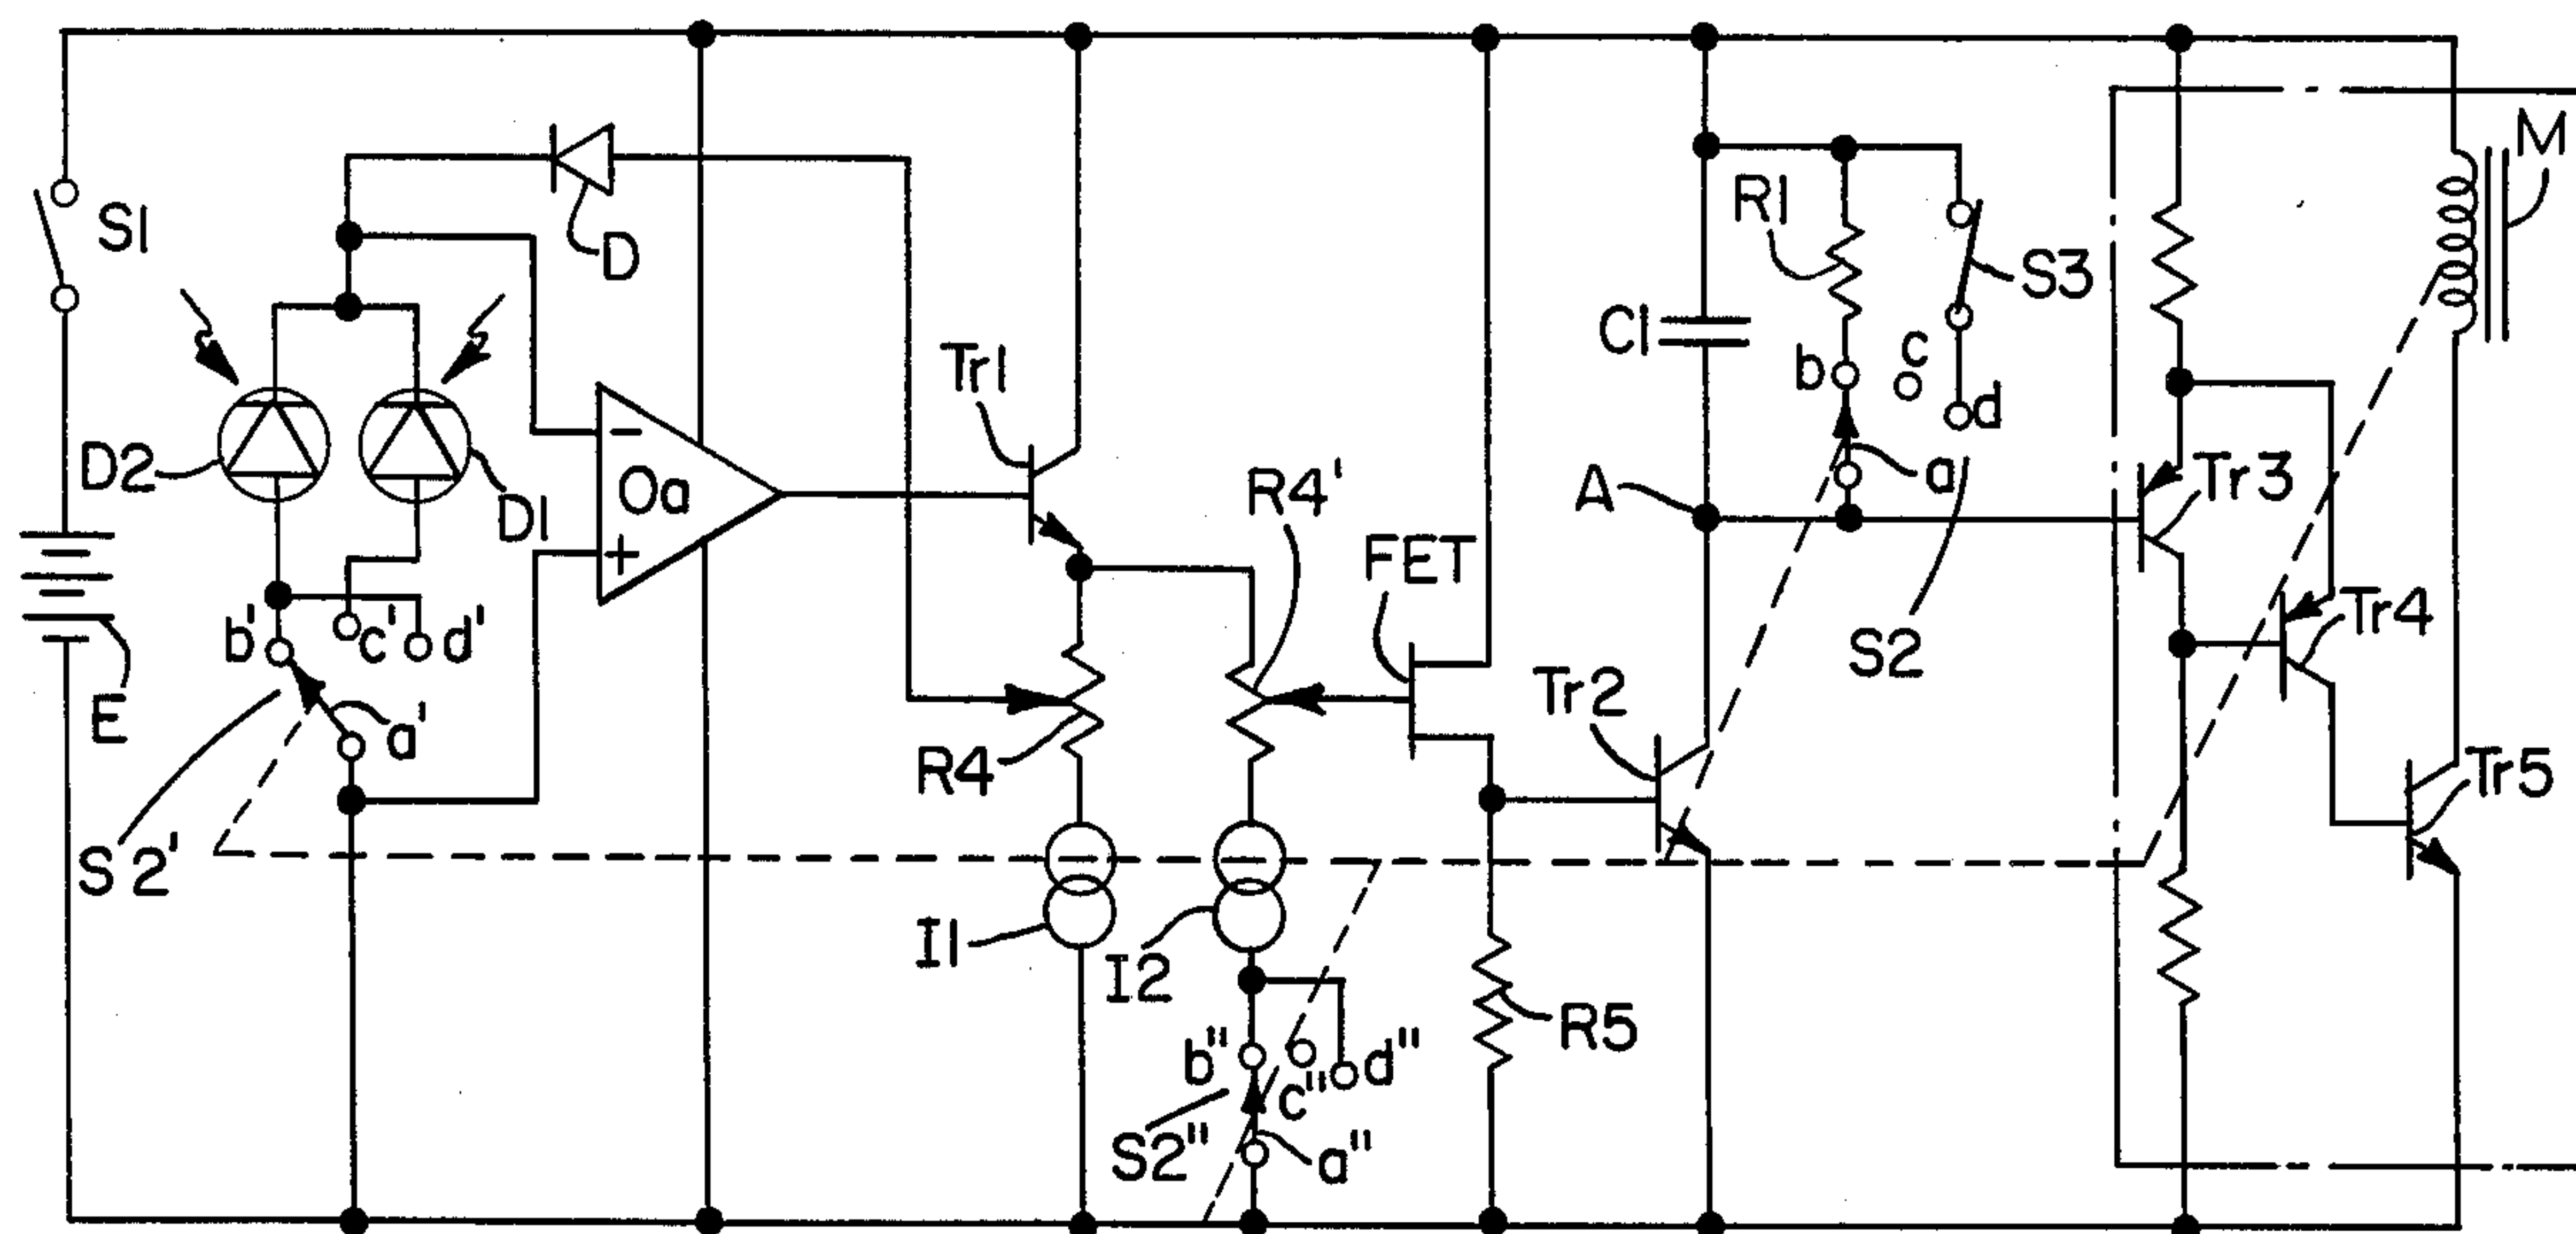 M
S1
D
R1
S3
C1
b
c
d
Tr1
D2
D1
Oa
−
+
R4'
A
a
Tr3
FET
b'
c'
d'
S2
Tr4
E
a'
R4
Tr2
Tr5
S2'
I1
I2
R5
b"
c"
d"
S2"
a"